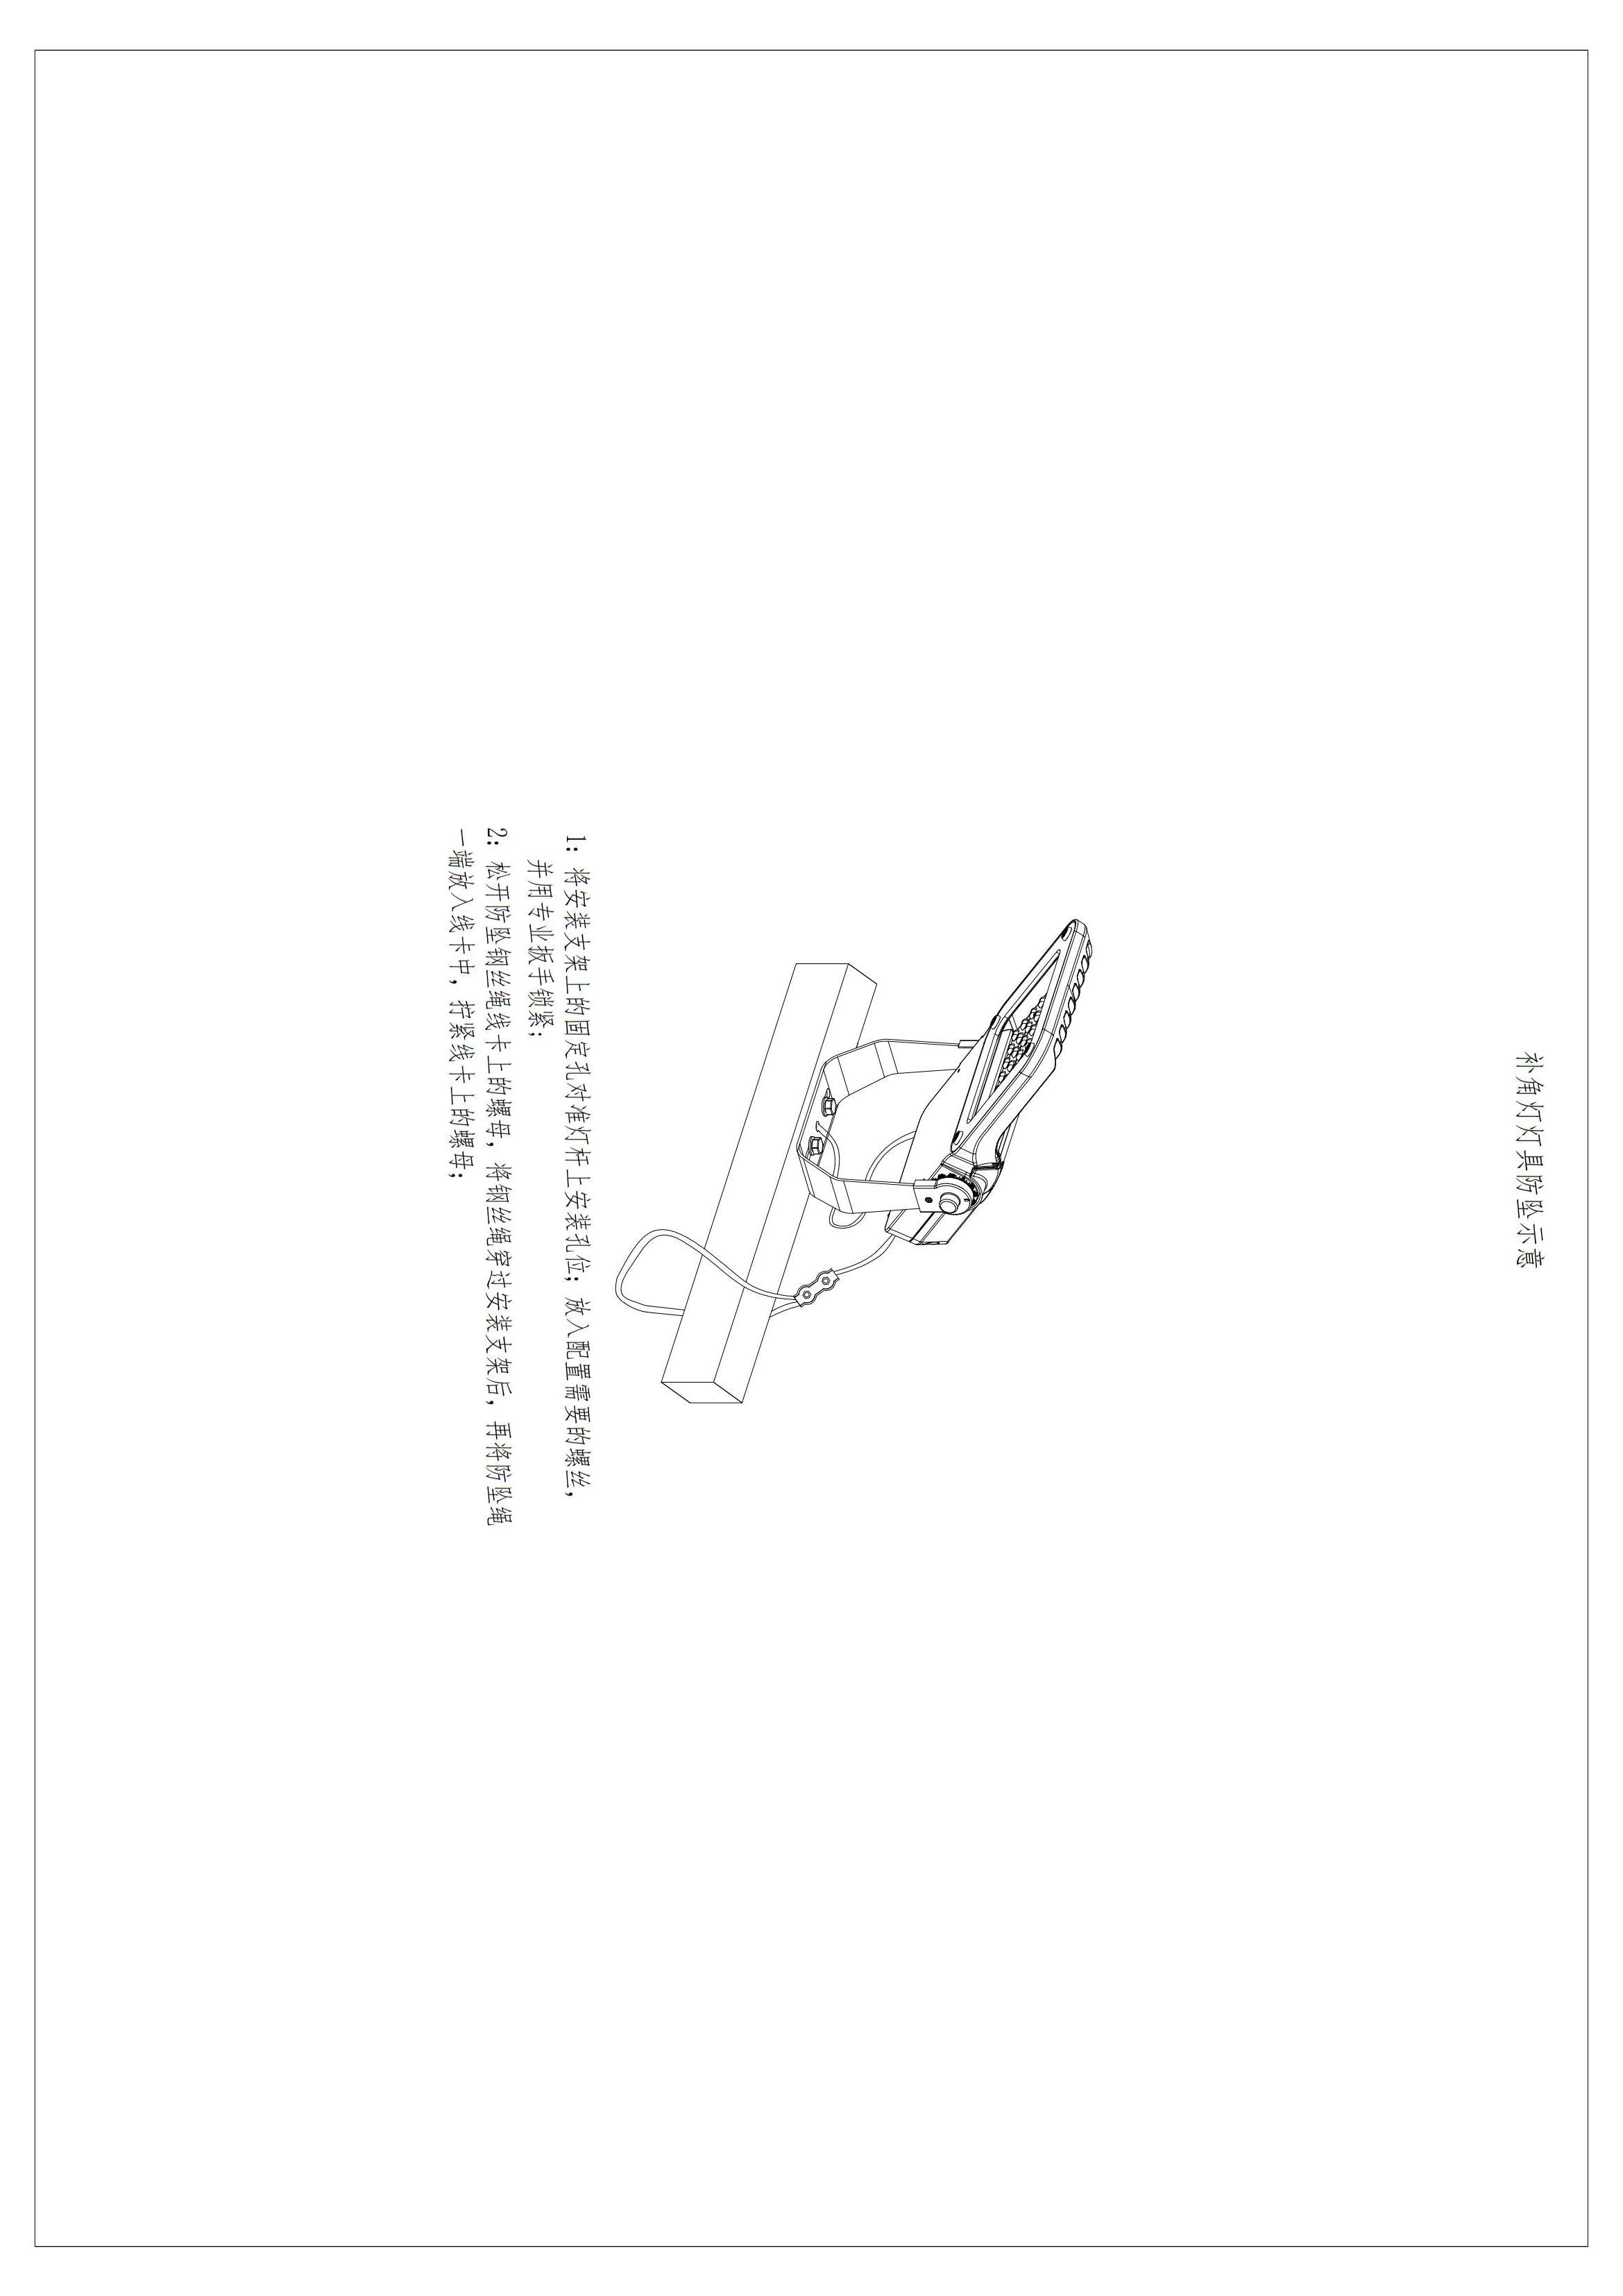 补角灯灯具防坠示意
1：将安装支架上的固定孔对准灯杆上安装孔位；放入配置需要的螺丝，
并用专业扳手锁紧；
2：松开防坠钢丝绳线卡上的螺母，将钢丝绳穿过安装支架后，再将防坠绳
一端放入线卡中，拧紧线卡上的螺母；